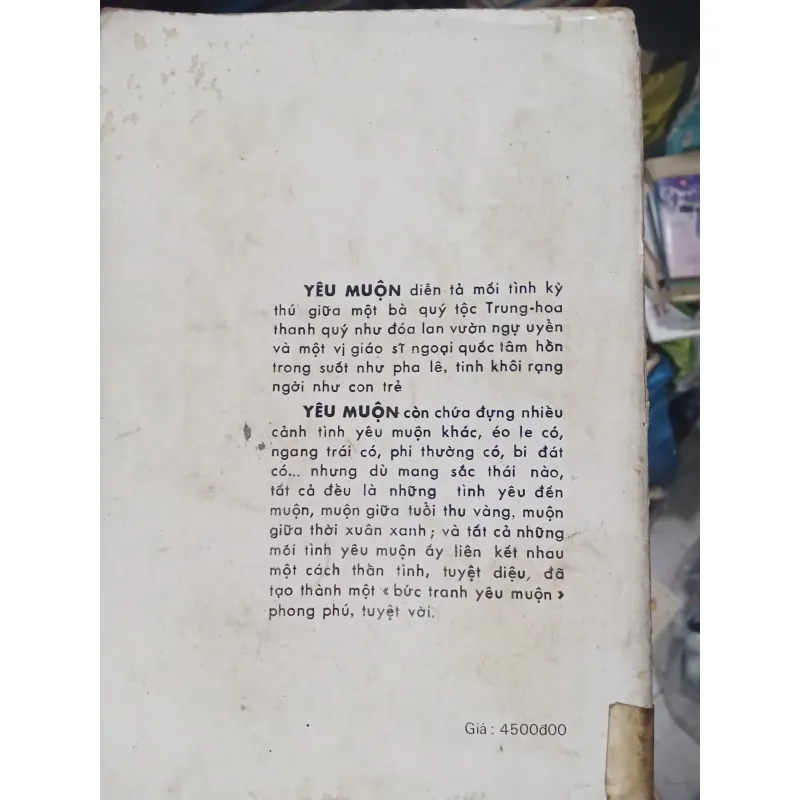 YÊU MUỘN diễn tả mối tình kỳ
thú giữa một bà quý tộc Trung-hoa
thanh quý như đóa lan vườn ngự uyển
và một vị giáo sĩ ngoại quốc tâm hồn
trong suốt như pha lê, tinh khôi rạng
ngời như con trẻ
YÊU MUỘN còn chứa đựng nhiều
cảnh tình yêu muộn khác, éo le có,
ngang trái có, phi thường có, bi đát
có... nhưng dù mang sắc thái nào,
tất cả đều là những tình yêu đến
muộn, muộn giữa tuổi thu vàng, muộn
giữa thời xuân xanh ; và tất cả những
mối tình yêu muộn ấy liên kết nhau
một cách thần tình, tuyệt diệu, đã
tạo thành một « bức tranh yêu muộn »
phong phú, tuyệt vời.
Giá : 4500đ00